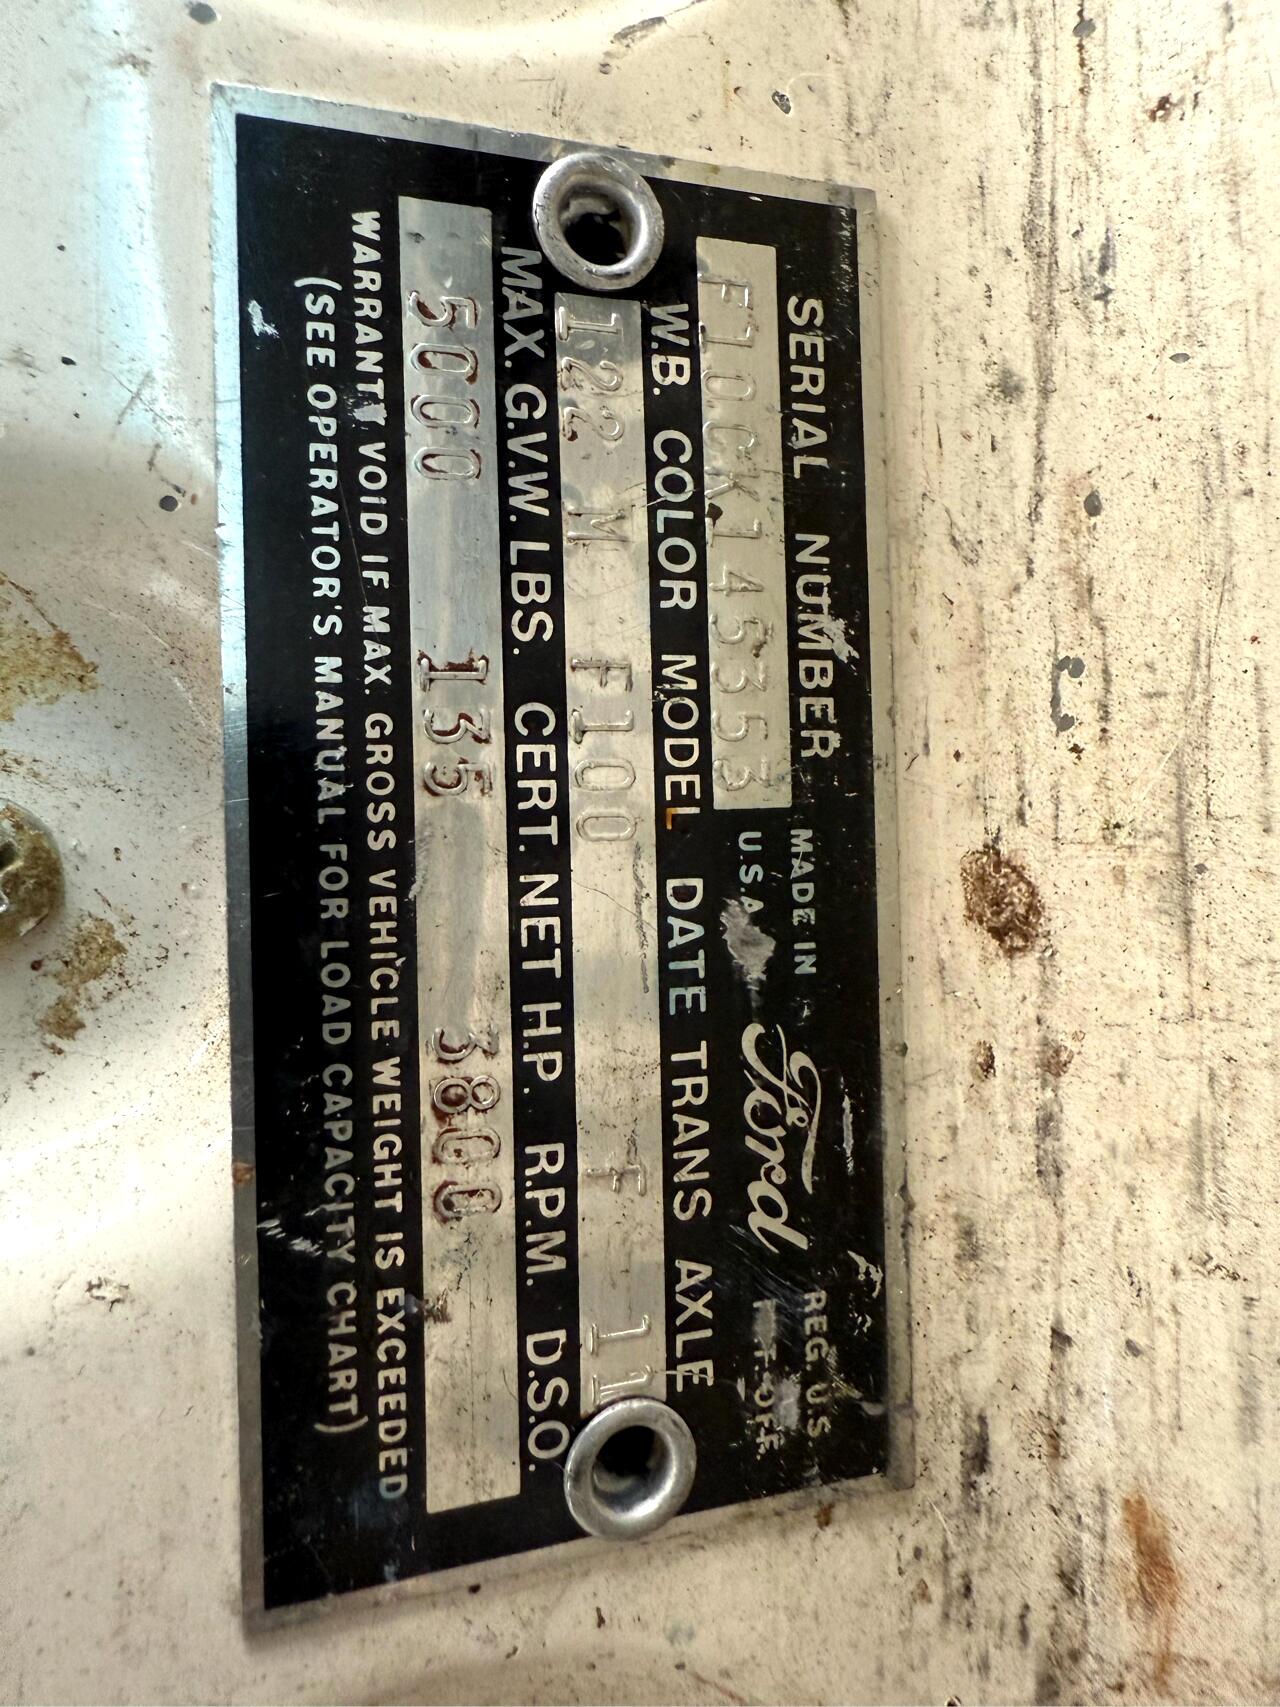 SERIAL NUMBER
F10CK145353
MADE IN
U.S.A.
Ford
REG. U.S.
PAT. OFF.
W.B. COLOR MODEL DATE TRANS AXLE
122 M F100 F 11
MAX. G.V.W. LBS. CERT. NET H.P. R.P.M. D.S.O.
5000 135 3800
WARRANTY VOID IF MAX. GROSS VEHICLE WEIGHT IS EXCEEDED
(SEE OPERATOR'S MANUAL FOR LOAD CAPACITY CHART)